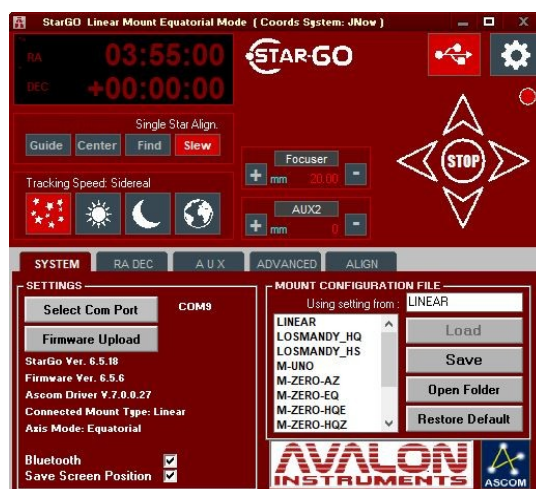 StarGO Linear Mount Equatorial Mode ( Coords System: JNow )
RA 03:55:00
DEC +00:00:00
STAR-GO
Single Star Align.
Guide Center Find Slew
Tracking Speed: Sidereal
Focuser
+ mm 20.00 -
AUX2
+ mm 0 -
STOP
SYSTEM RA DEC A U X ADVANCED ALIGN
SETTINGS
Select Com Port COM9
Firmware Upload
StarGo Ver. 6.5.18
Firmware Ver. 6.5.6
Ascom Driver V.7.0.0.27
Connected Mount Type: Linear
Axis Mode: Equatorial
Bluetooth
Save Screen Position
MOUNT CONFIGURATION FILE
Using setting from : LINEAR
LINEAR
LOSMANDY_HQ
LOSMANDY_HS
M-UNO
M-ZERO-AZ
M-ZERO-EQ
M-ZERO-HQE
M-ZERO-HQZ
Load
Save
Open Folder
Restore Default
AVALON
INSTRUMENTS
ASCOM